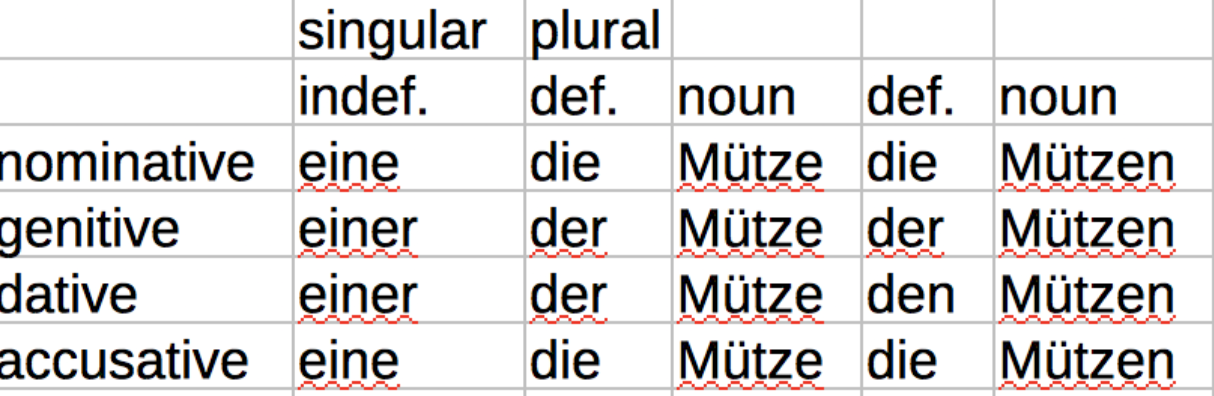 singular plural
indef. def. noun def. noun
nominative eine die Mütze die Mützen
genitive einer der Mütze der Mützen
dative einer der Mütze den Mützen
accusative eine die Mütze die Mützen